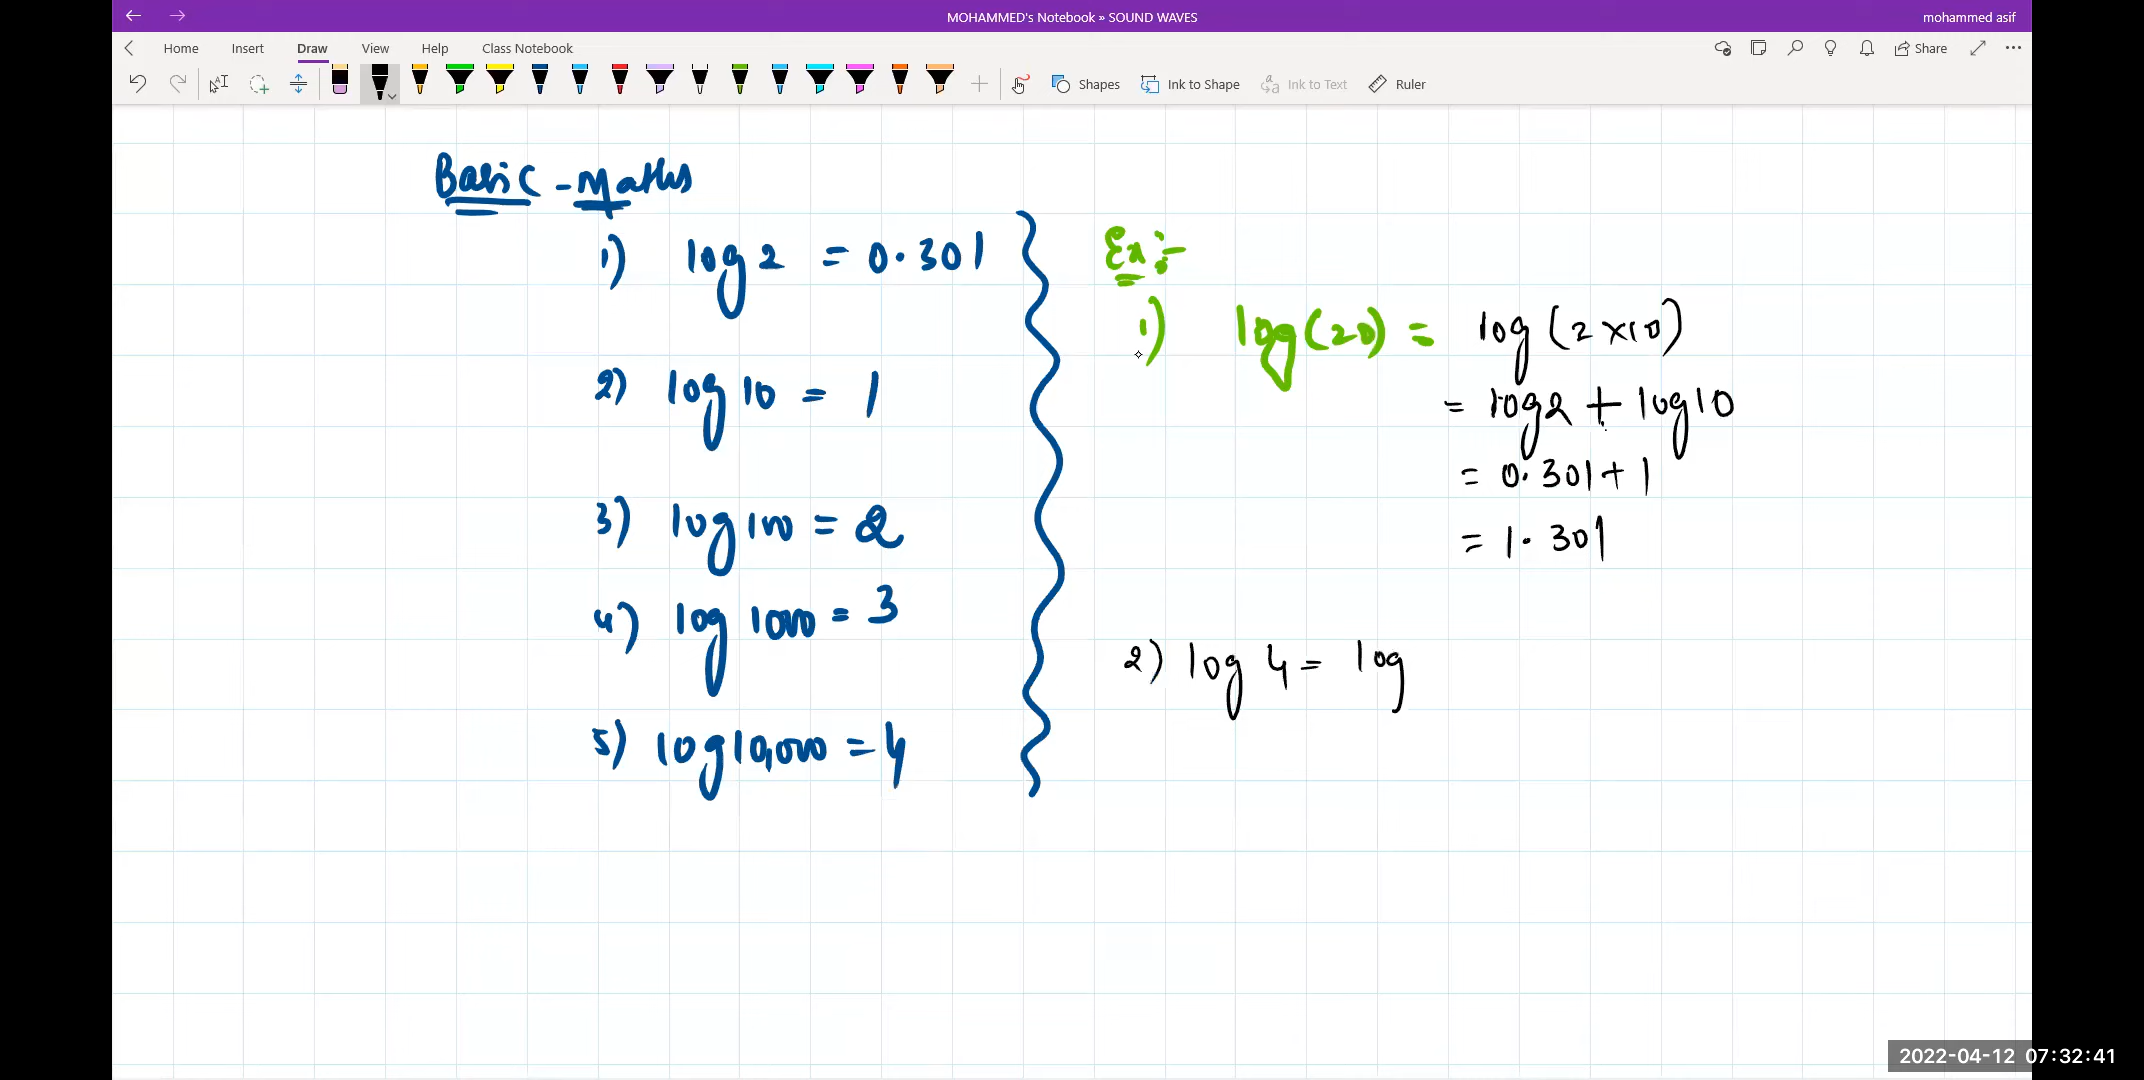 MOHAMMED's Notebook » SOUND WAVES
mohammed asif
Home Insert Draw View Help Class Notebook
Share
Shapes Ink to Shape Ink to Text Ruler
Basic - Maths
1) log 2 = 0.301
2) log 10 = 1
3) log 100 = 2
4) log 1000 = 3
5) log 10,000 = 4
Ex:-
1) log(20) = log (2×10)
= log2 + log10
= 0.301 + 1
= 1.301
2) log 4 = log
2022-04-12 07:32:41